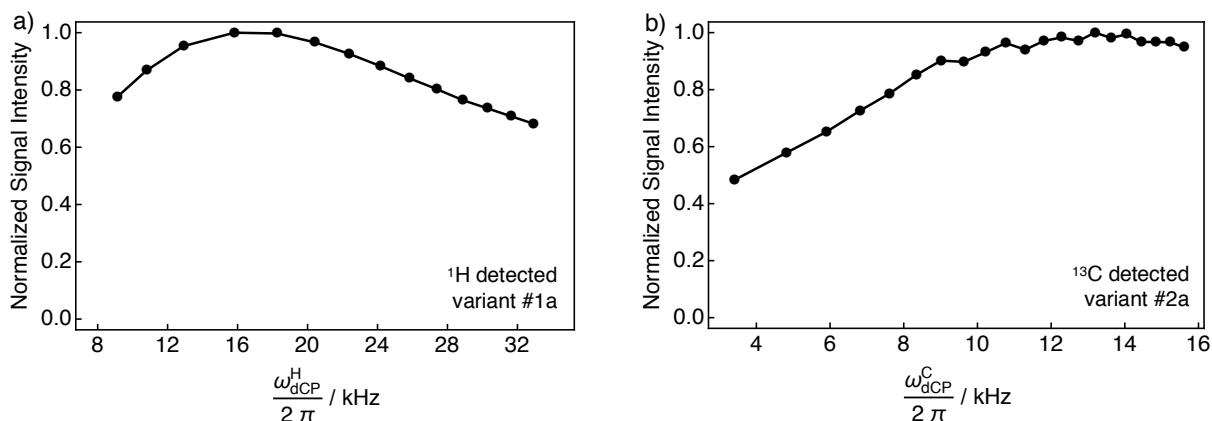 a)
Normalized Signal Intensity
1.0
0.8
0.6
0.4
0.2
0.0
¹H detected
variant #1a
8 12 16 20 24 28 32
ω^H_dCP
2 π
/ kHz
b)
Normalized Signal Intensity
1.0
0.8
0.6
0.4
0.2
0.0
¹³C detected
variant #2a
4 6 8 10 12 14 16
ω^C_dCP
2 π
/ kHz